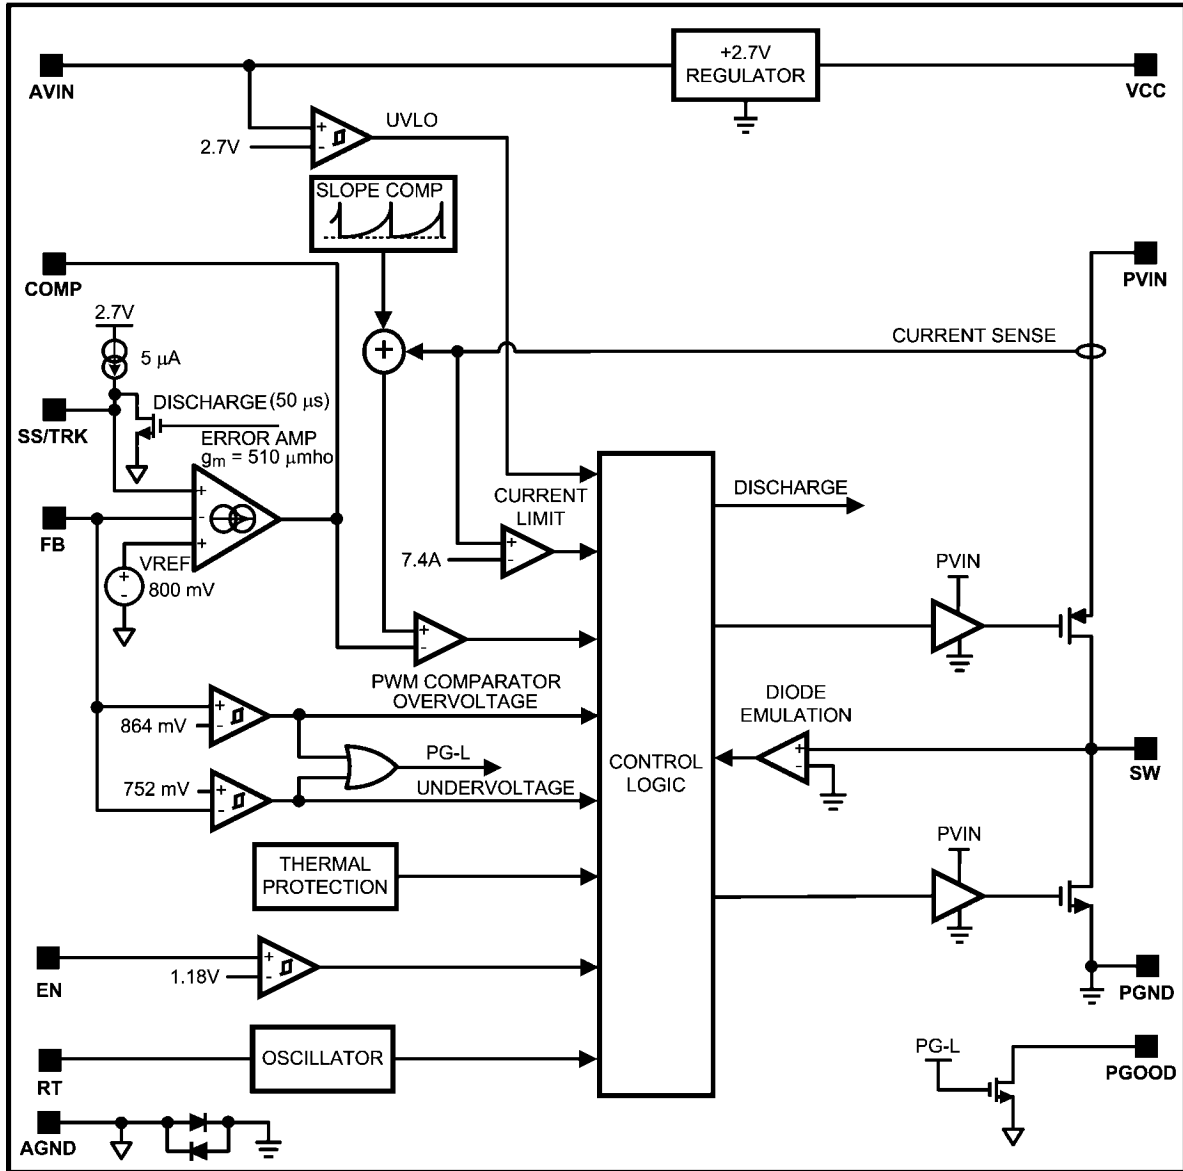 +2.7V
REGULATOR
AVIN
VCC
UVLO
+
-
2.7V
SLOPE COMP
COMP
PVIN
2.7V
5 μA
+
CURRENT SENSE
DISCHARGE (50 μs)
SS/TRK
ERROR AMP
gm = 510 μmho
+
-
+
FB
VREF
+
-
800 mV
CURRENT
LIMIT
+
-
7.4A
DISCHARGE
PVIN
+
-
PWM COMPARATOR
OVERVOLTAGE
+
-
864 mV
PG-L
DIODE
EMULATION
+
-
SW
CONTROL
LOGIC
752 mV
+
-
UNDERVOLTAGE
THERMAL
PROTECTION
PVIN
EN
+
-
1.18V
PGND
OSCILLATOR
RT
PG-L
PGOOD
AGND